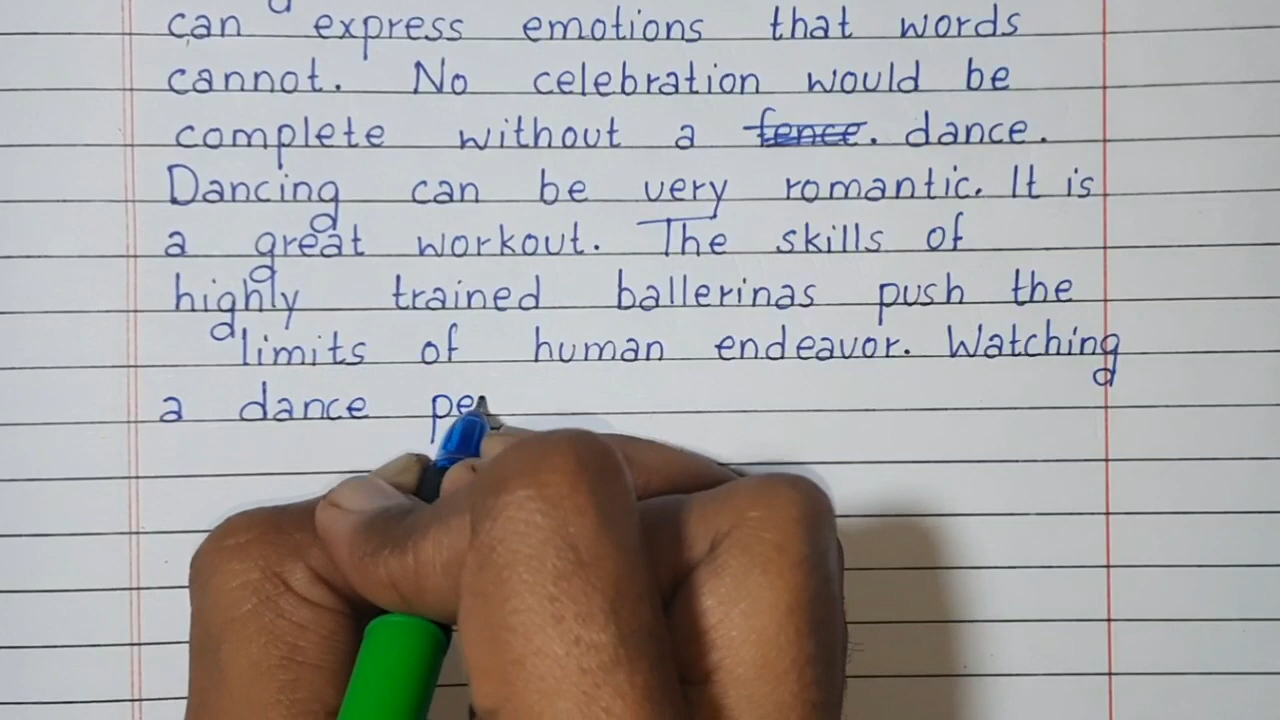 can express emotions that words
cannot. No celebration would be
complete without a fence. dance.
Dancing can be very romantic. It is
a great workout. The skills of
highly trained ballerinas push the
limits of human endeavor. Watching
a dance pe